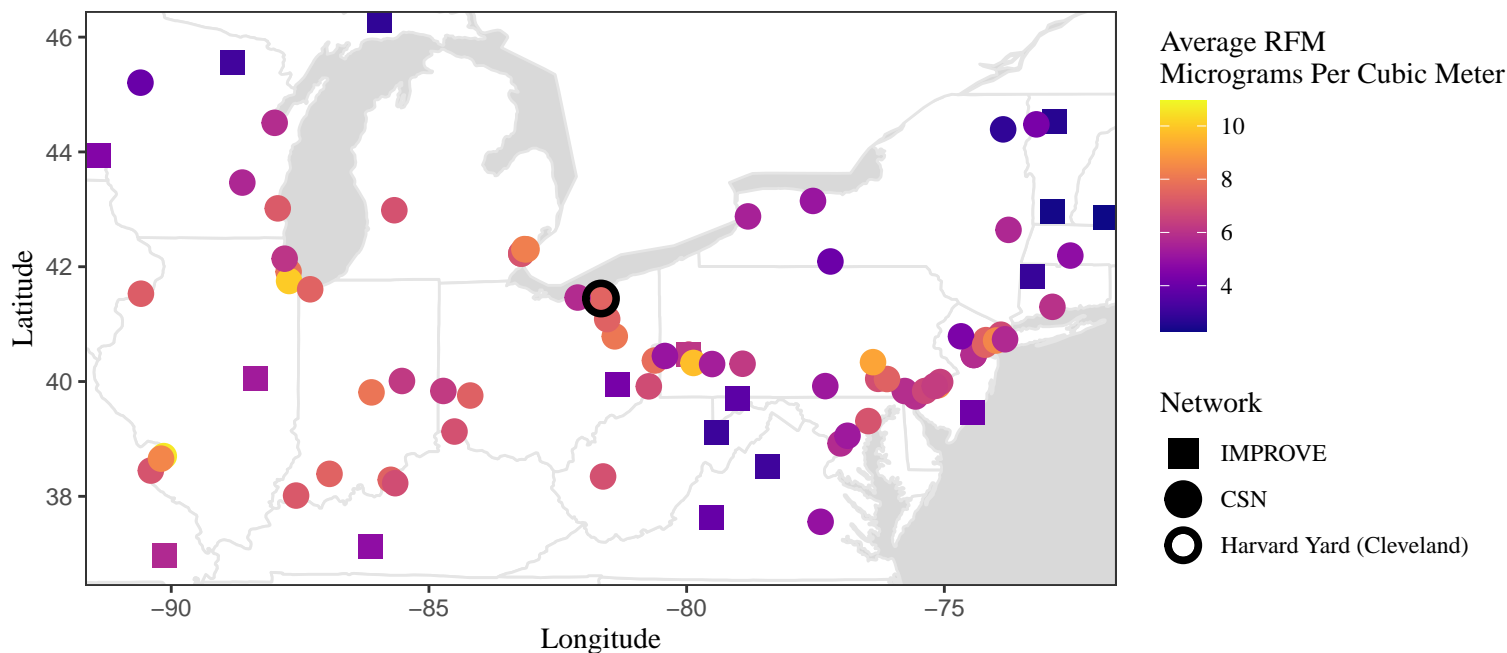 46
44
42
40
38
−90
−85
−80
−75
Latitude
Longitude
Average RFM
Micrograms Per Cubic Meter
10
8
6
4
Network
IMPROVE
CSN
Harvard Yard (Cleveland)